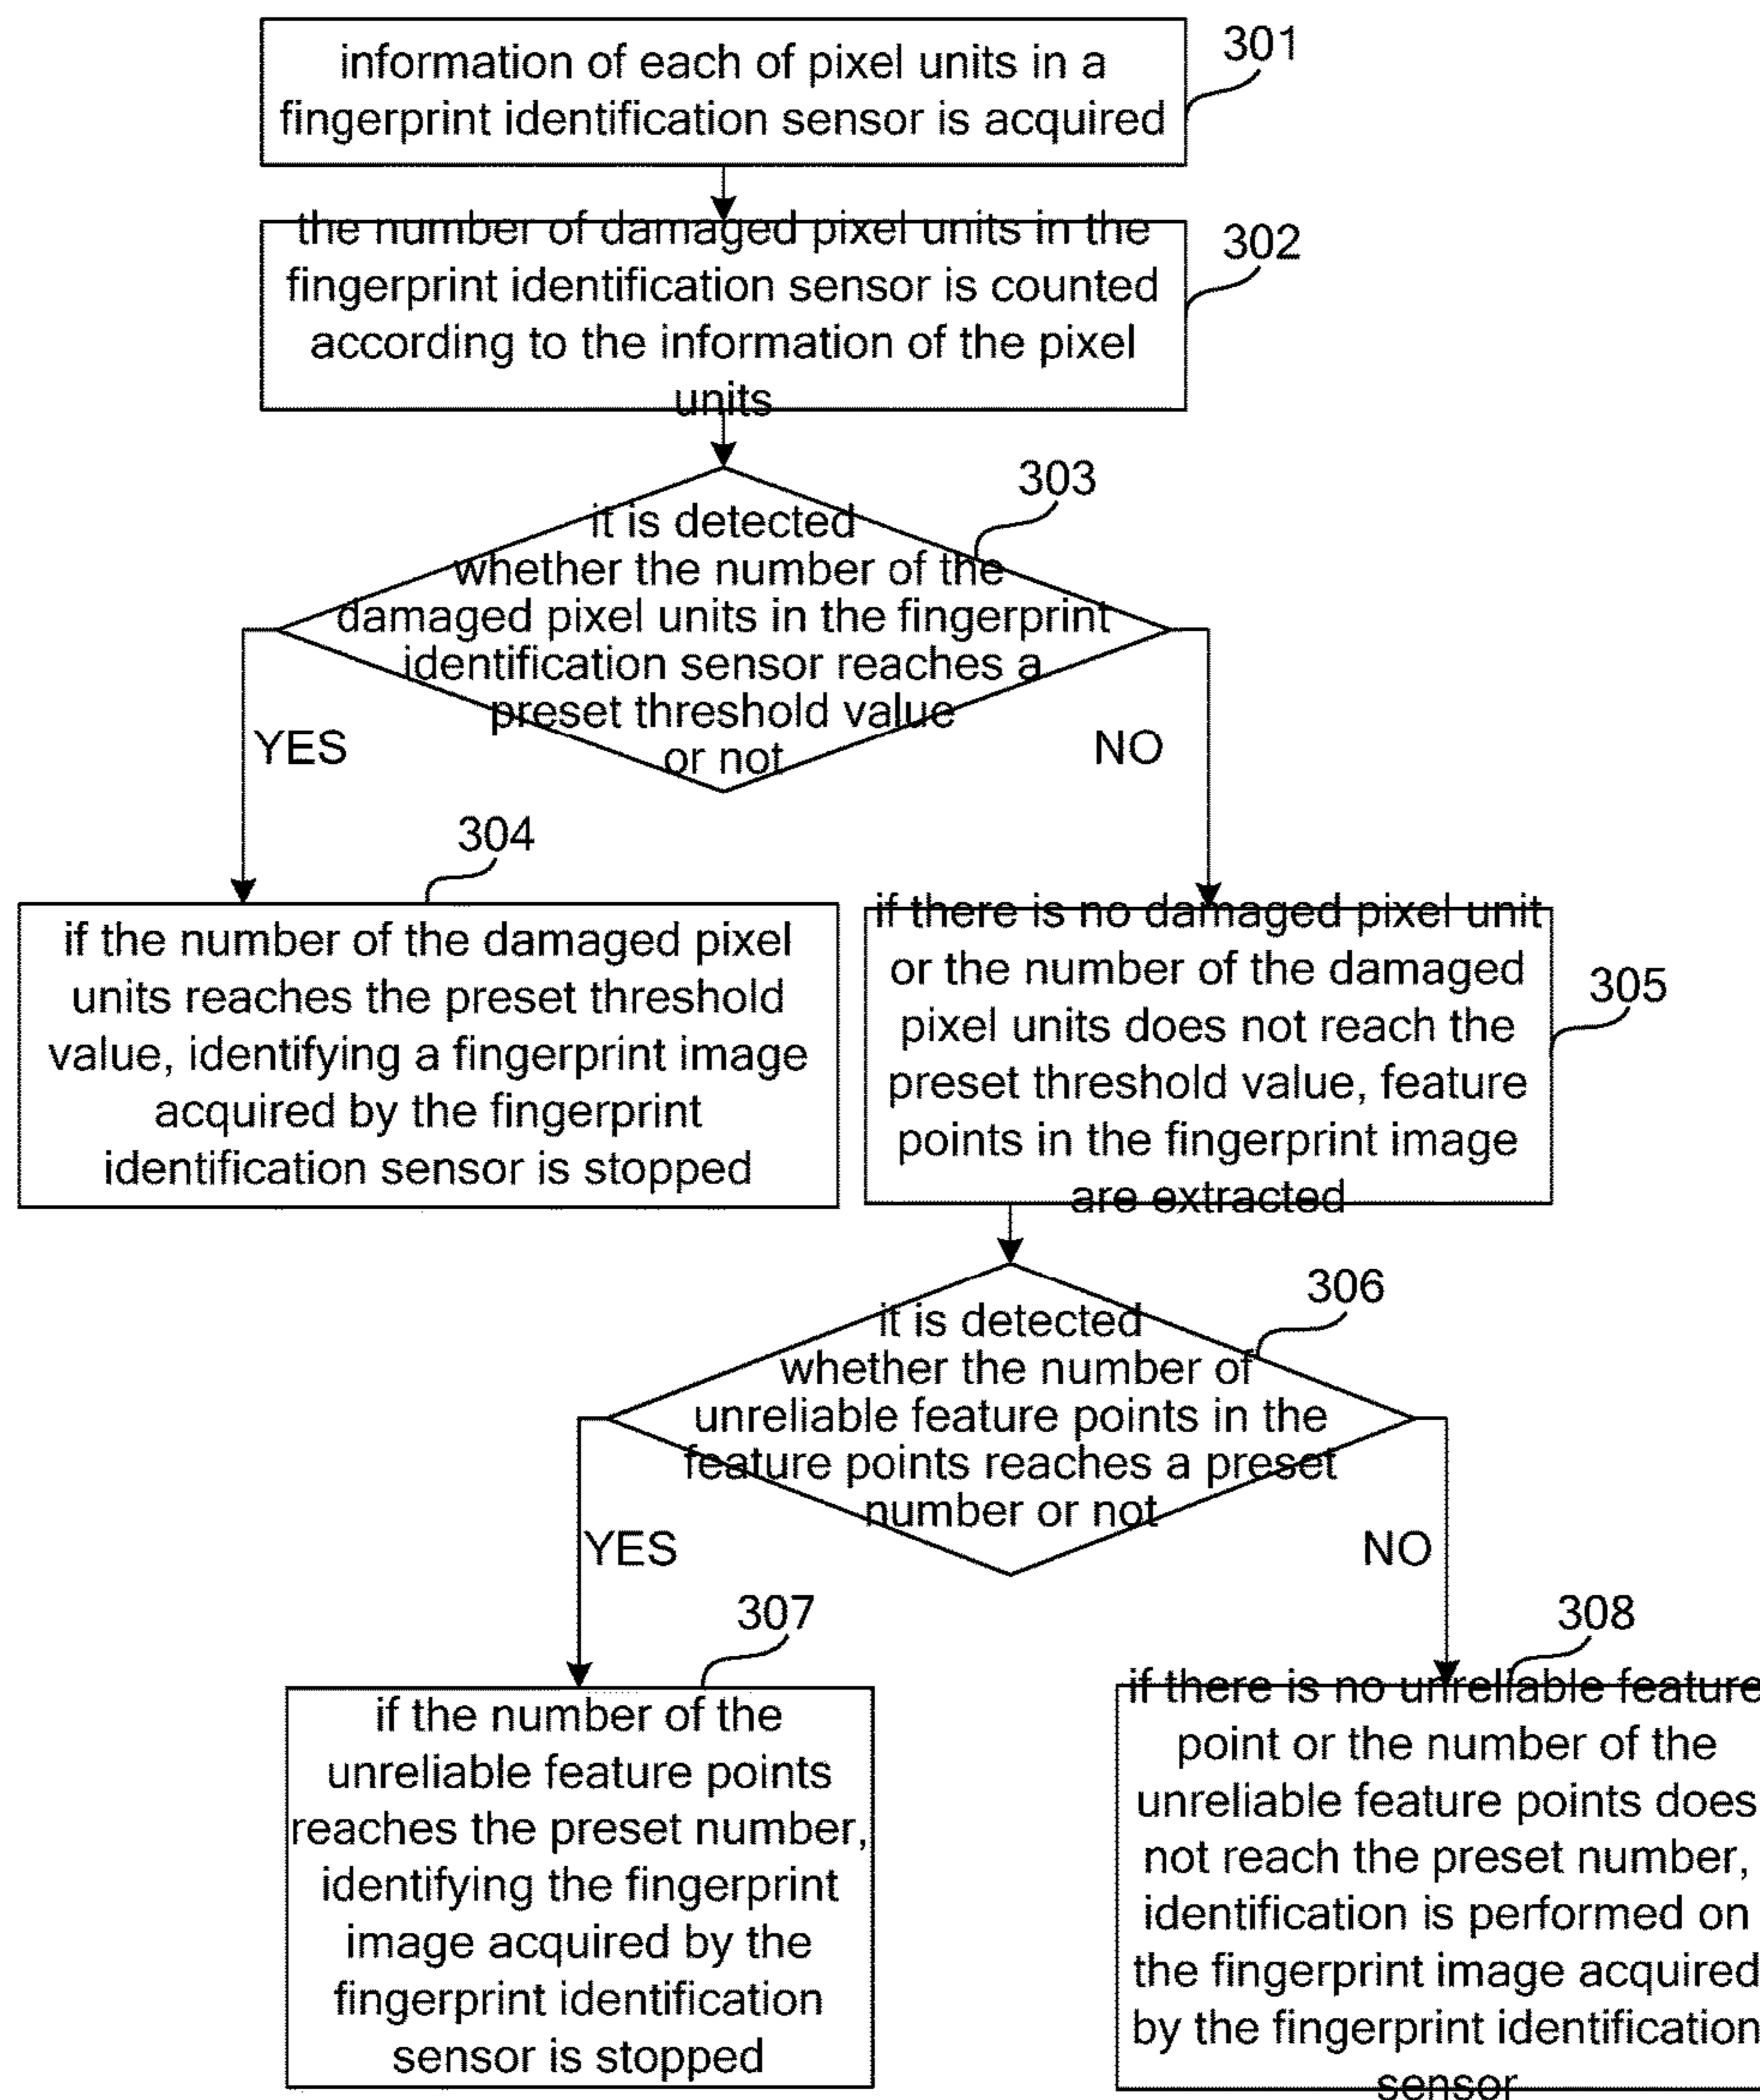 301
information of each of pixel units in a
fingerprint identification sensor is acquired
302
the number of damaged pixel units in the
fingerprint identification sensor is counted
according to the information of the pixel
units
303
it is detected
whether the number of the
damaged pixel units in the fingerprint
identification sensor reaches a
preset threshold value
or not
YES
NO
304
if the number of the damaged pixel
units reaches the preset threshold
value, identifying a fingerprint image
acquired by the fingerprint
identification sensor is stopped
305
if there is no damaged pixel unit
or the number of the damaged
pixel units does not reach the
preset threshold value, feature
points in the fingerprint image
are extracted
306
it is detected
whether the number of
unreliable feature points in the
feature points reaches a preset
number or not
YES
NO
307
if the number of the
unreliable feature points
reaches the preset number,
identifying the fingerprint
image acquired by the
fingerprint identification
sensor is stopped
308
if there is no unreliable feature
point or the number of the
unreliable feature points does
not reach the preset number,
identification is performed on
the fingerprint image acquired
by the fingerprint identification
sensor